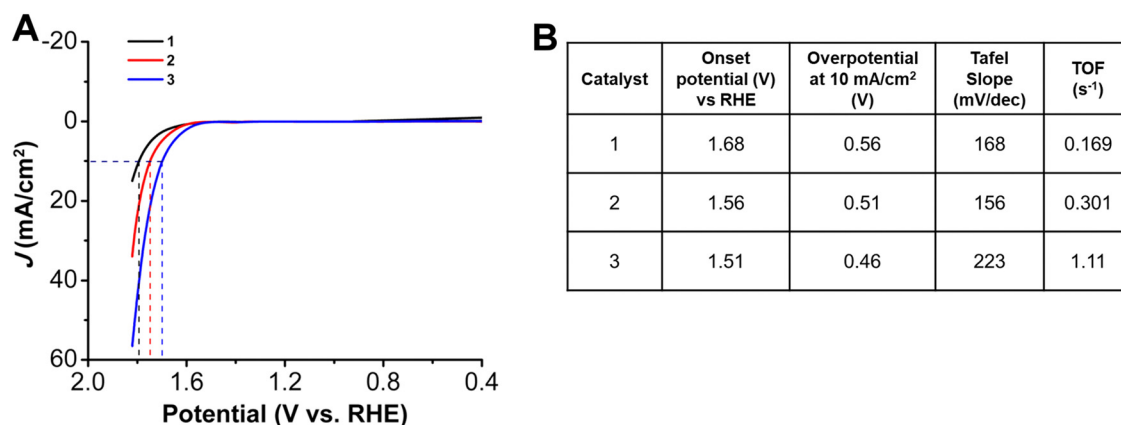 A
-20
0
20
40
60
J (mA/cm²)
1
2
3
2.0 1.6 1.2 0.8 0.4
Potential (V vs. RHE)
B
Catalyst Onset potential (V) vs RHE Overpotential at 10 mA/cm² (V) Tafel Slope (mV/dec) TOF (s⁻¹)
1 1.68 0.56 168 0.169
2 1.56 0.51 156 0.301
3 1.51 0.46 223 1.11